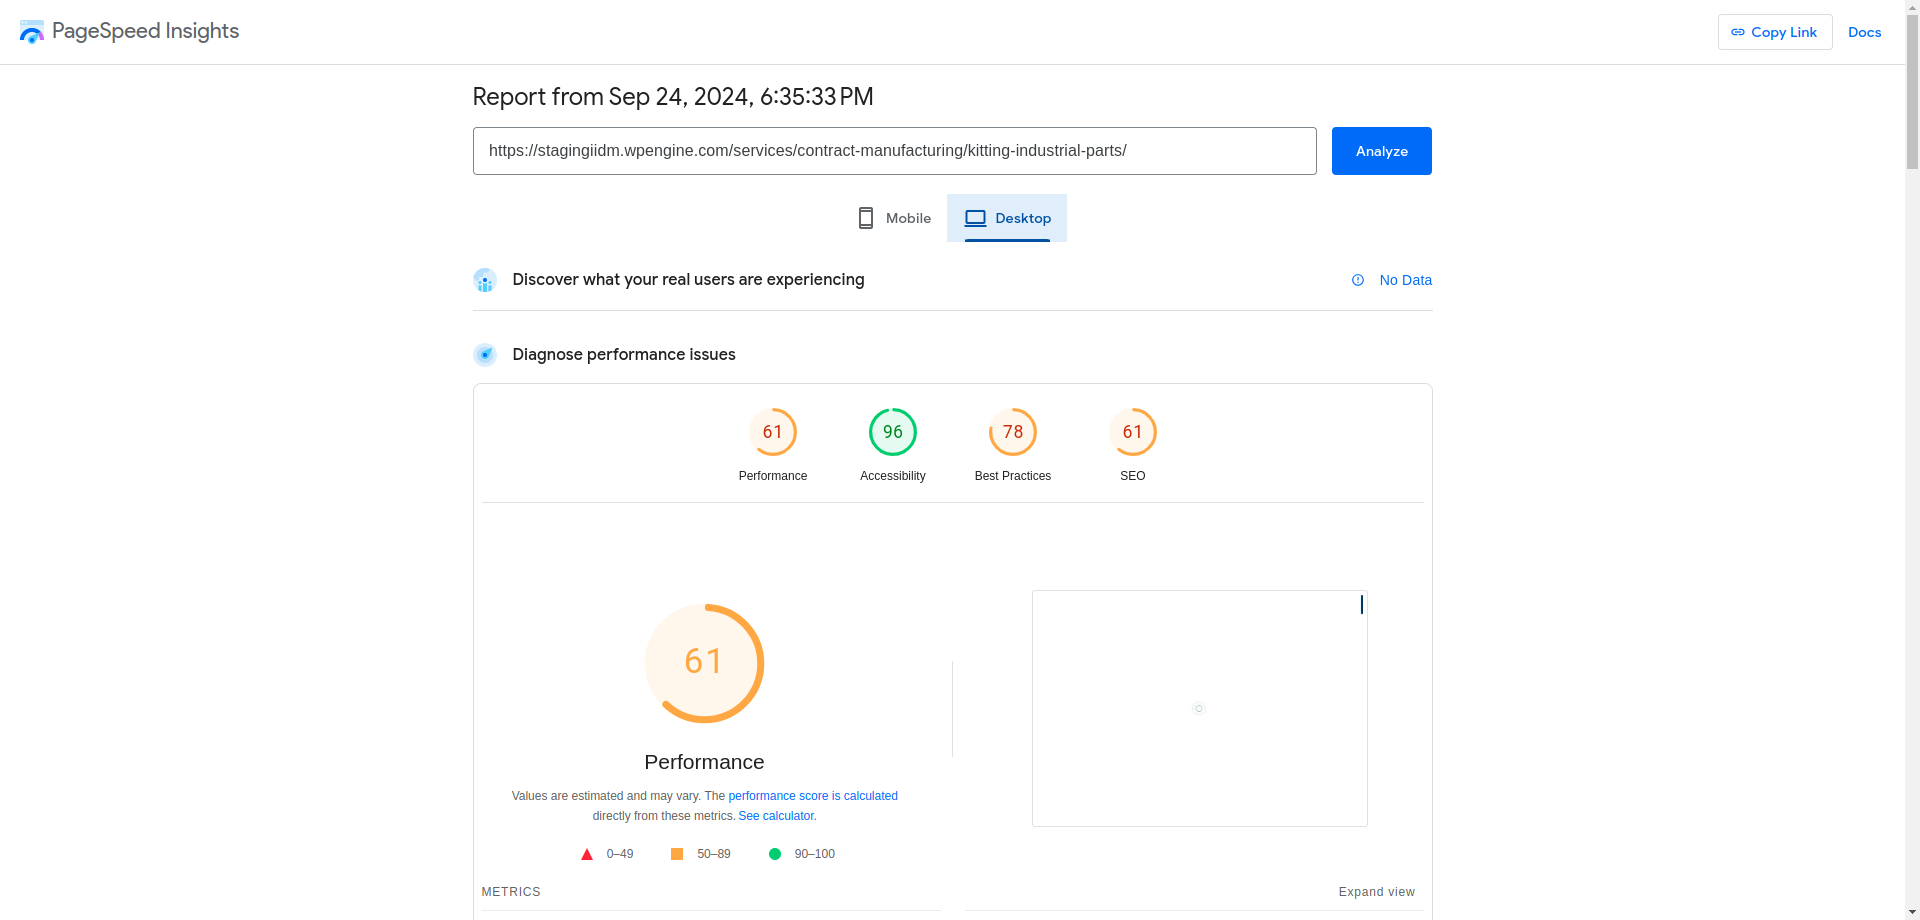 PageSpeed Insights
Copy Link
Docs
Report from Sep 24, 2024, 6:35:33 PM
https://stagingiidm.wpengine.com/services/contract-manufacturing/kitting-industrial-parts/
Analyze
Mobile
Desktop
Discover what your real users are experiencing
No Data
Diagnose performance issues
61
96
78
61
Performance
Accessibility
Best Practices
SEO
61
Performance
Values are estimated and may vary. The performance score is calculated
directly from these metrics. See calculator.
0–49
50–89
90–100
METRICS
Expand view